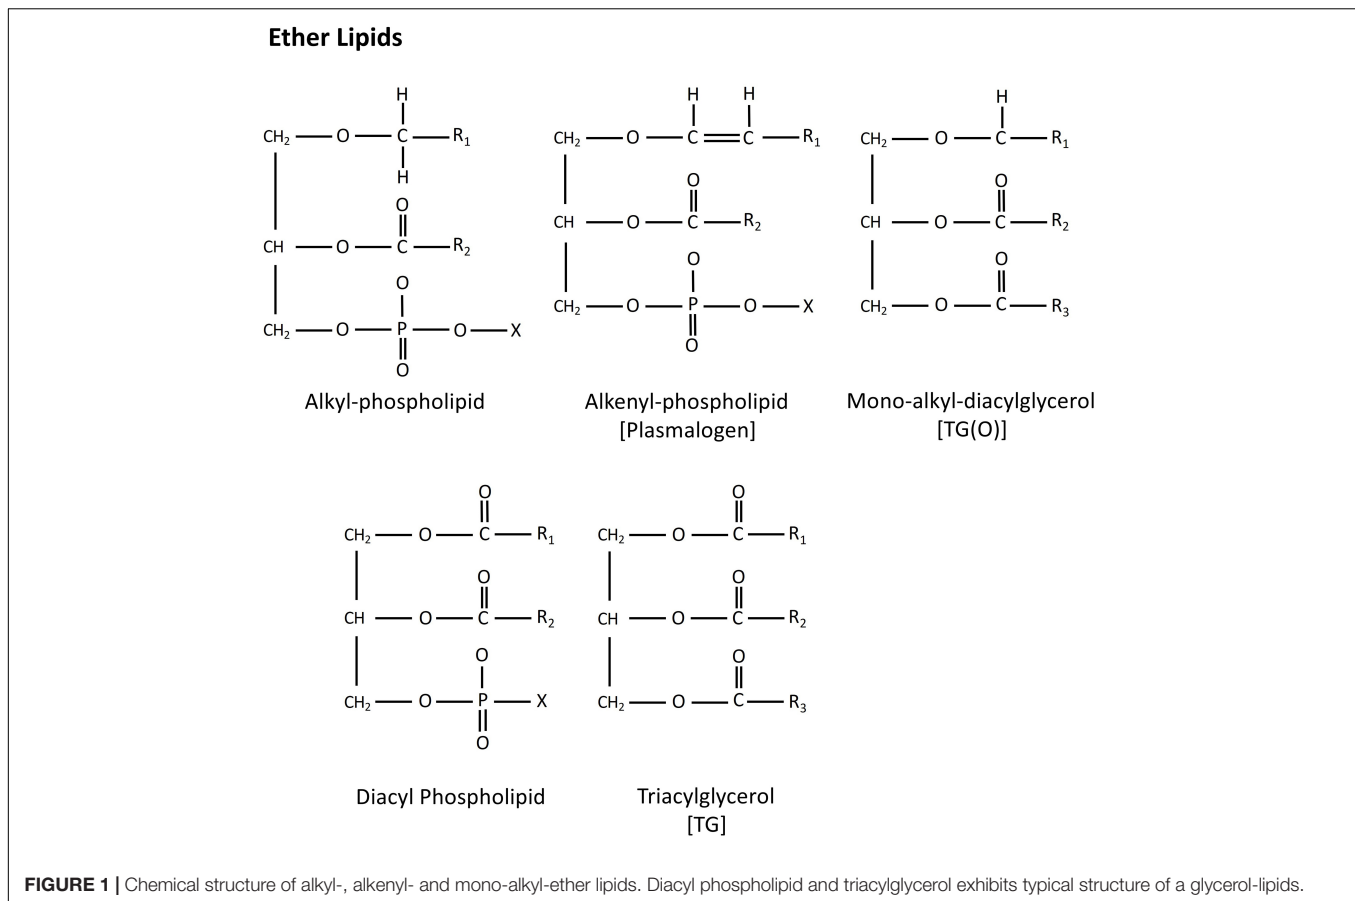 Ether Lipids
H
H H
H
CH₂ O C R₁
CH₂ O C C R₁
CH₂ O C R₁
H
O
O
O
CH O C R₂
CH O C R₂
CH O C R₂
O
O
O
CH₂ O P O X
CH₂ O P O X
CH₂ O C R₃
O
O
Alkyl-phospholipid
Alkenyl-phospholipid
[Plasmalogen]
Mono-alkyl-diacylglycerol
[TG(O)]
O
O
CH₂ O C R₁
CH₂ O C R₁
O
O
CH O C R₂
CH O C R₂
O
O
CH₂ O P X
CH₂ O C R₃
O
Diacyl Phospholipid
Triacylglycerol
[TG]
FIGURE 1 | Chemical structure of alkyl-, alkenyl- and mono-alkyl-ether lipids. Diacyl phospholipid and triacylglycerol exhibits typical structure of a glycerol-lipids.